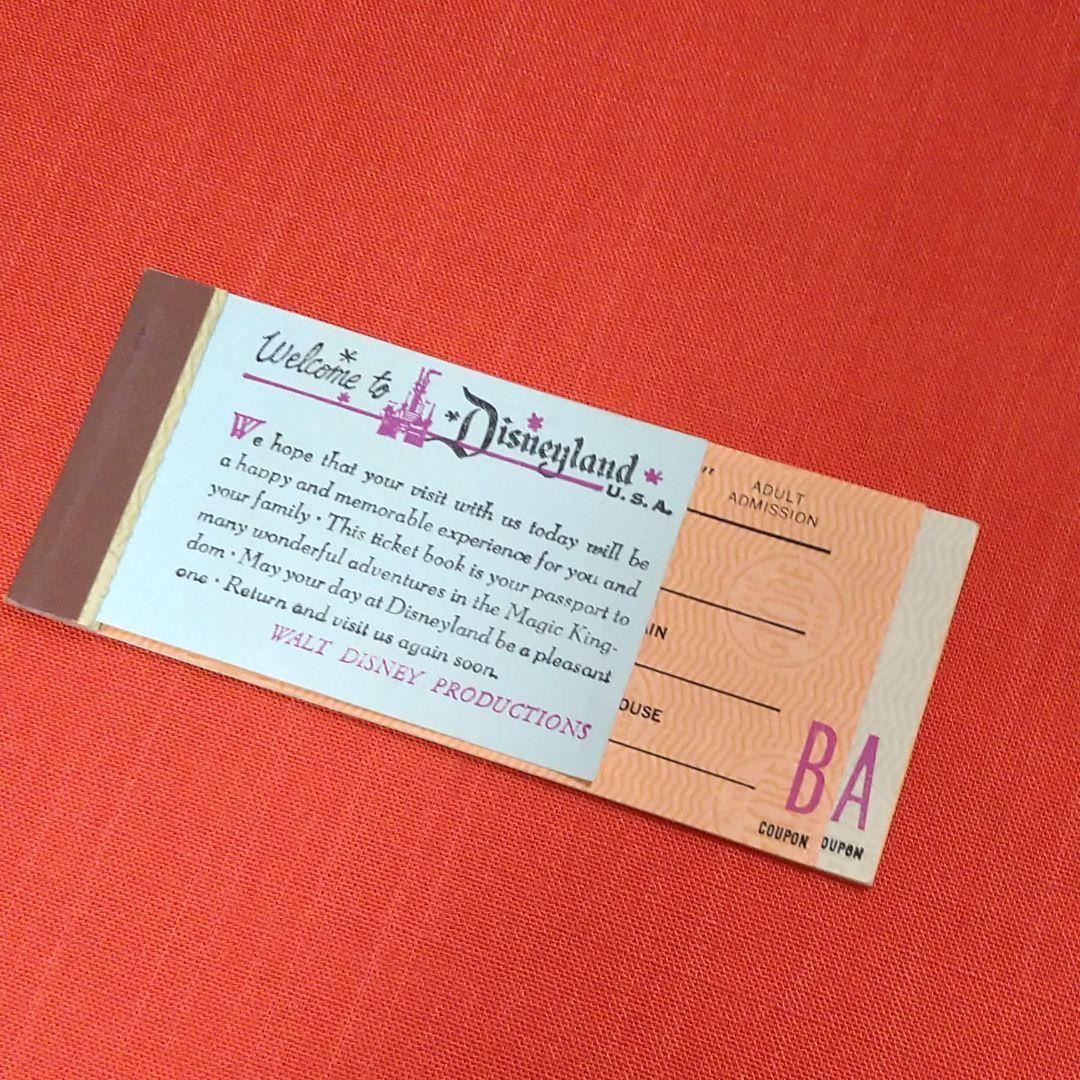 Welcome to Disneyland
U.S.A.
We hope that your visit with us today will be
a happy and memorable experience for you and
your family · This ticket book is your passport to
many wonderful adventures in the Magic King-
dom · May your day at Disneyland be a pleasant
one · Return and visit us again soon.
WALT DISNEY PRODUCTIONS
" ADULT
ADMISSION
AIN
OUSE
B
COUPON
A
OUPON